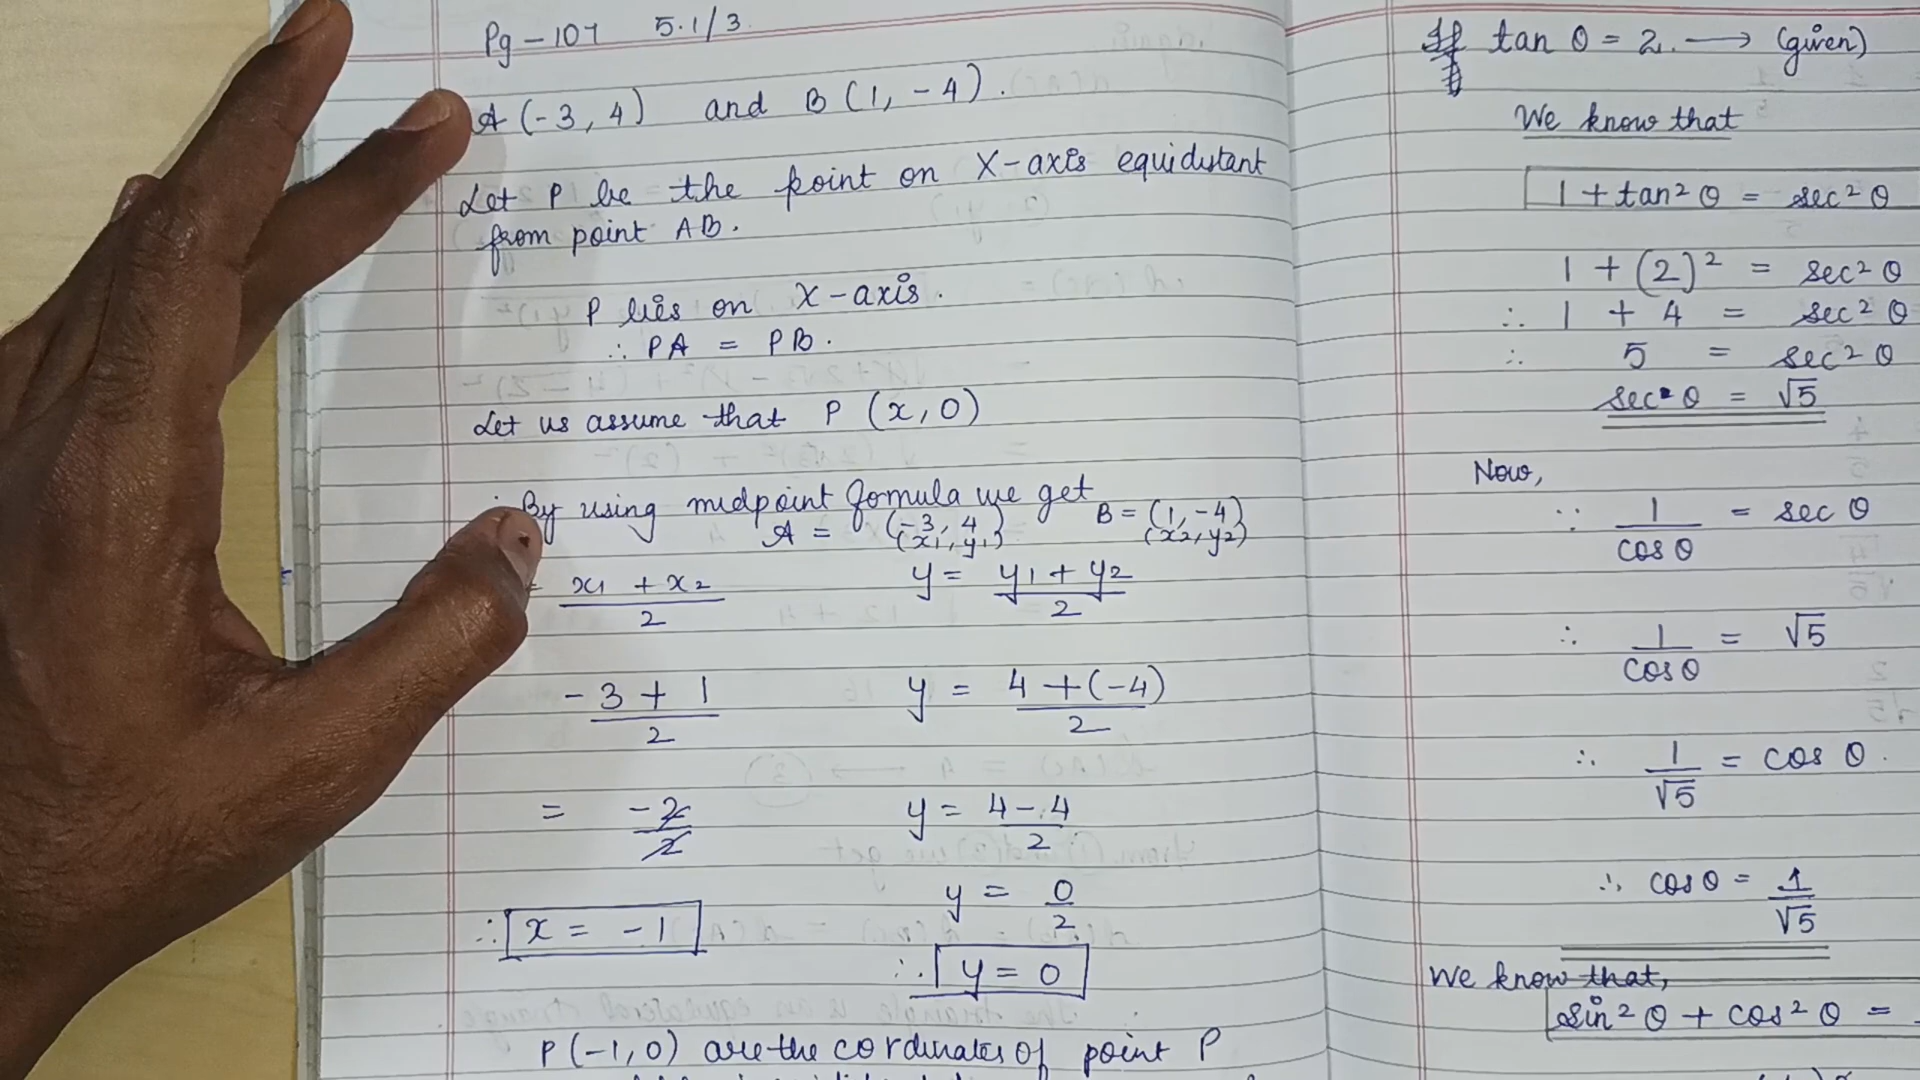 Pg - 107 5.1/3
A (-3, 4) and B (1, -4).
Let P be the point on X-axis equidistant
from point AB.
P lies on X-axis.
∴ PA = PB.
Let us assume that P (x, 0)
∴ By using midpoint fomula we get
A = (-3, 4) B = (1, -4)
(x1, y1) (x2, y2)
= x1 + x2 / 2 y = y1 + y2 / 2
-3 + 1 / 2 y = 4 + (-4) / 2
= -2 / 2 y = 4 - 4 / 2
y = 0 / 2
∴ x = -1
∴ y = 0
P (-1, 0) are the cordinates of point P
If tan θ = 2. → (given)
We know that
1 + tan² θ = sec² θ
1 + (2)² = sec² θ
∴ 1 + 4 = sec² θ
∴ 5 = sec² θ
sec θ = √5
Now,
∵ 1 / cos θ = sec θ
∴ 1 / cos θ = √5
∴ 1 / √5 = cos θ.
∴ cos θ = 1 / √5
We know that,
sin² θ + cos² θ =